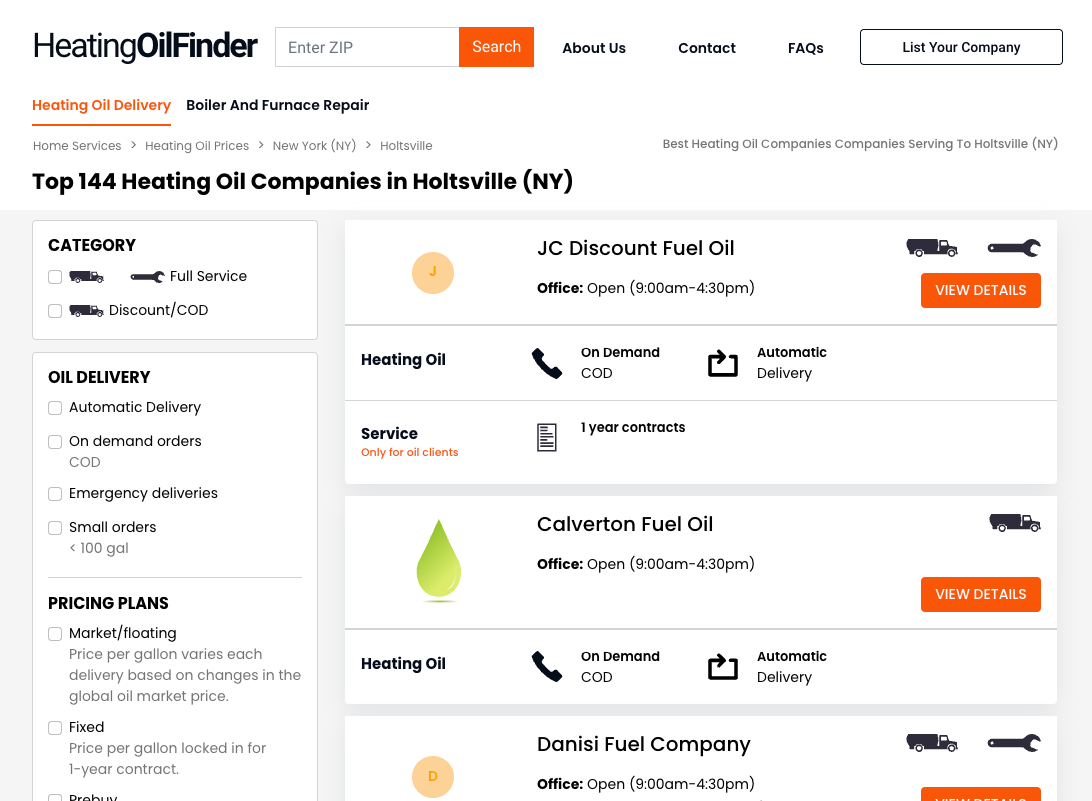 HeatingOilFinder
Enter ZIP
Search
About Us
Contact
FAQs
List Your Company
Heating Oil Delivery
Boiler And Furnace Repair
Home Services > Heating Oil Prices > New York (NY) > Holtsville
Best Heating Oil Companies Companies Serving To Holtsville (NY)
Top 144 Heating Oil Companies in Holtsville (NY)
CATEGORY
Full Service
Discount/COD
OIL DELIVERY
Automatic Delivery
On demand orders
COD
Emergency deliveries
Small orders
< 100 gal
PRICING PLANS
Market/floating
Price per gallon varies each
delivery based on changes in the
global oil market price.
Fixed
Price per gallon locked in for
1-year contract.
Prebuy
J
JC Discount Fuel Oil
Office: Open (9:00am-4:30pm)
VIEW DETAILS
Heating Oil
On Demand
COD
Automatic
Delivery
Service
Only for oil clients
1 year contracts
Calverton Fuel Oil
Office: Open (9:00am-4:30pm)
VIEW DETAILS
Heating Oil
On Demand
COD
Automatic
Delivery
D
Danisi Fuel Company
Office: Open (9:00am-4:30pm)
VIEW DETAILS